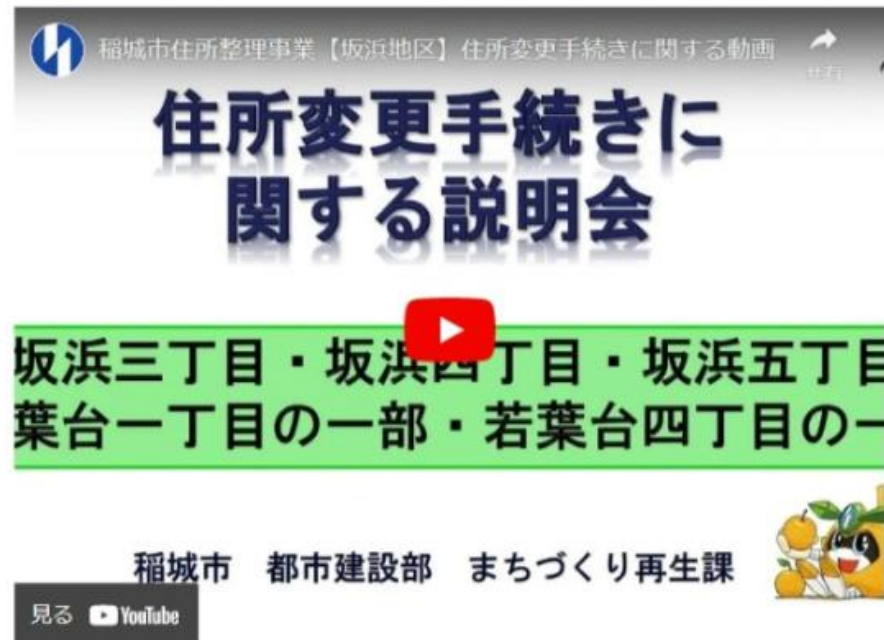 稲城市住所整理事業【坂浜地区】住所変更手続きに関する動画
共有
住所変更手続きに
関する説明会
坂浜三丁目・坂浜四丁目・坂浜五丁目
葉台一丁目の一部・若葉台四丁目の一
稲城市 都市建設部 まちづくり再生課
見る YouTube